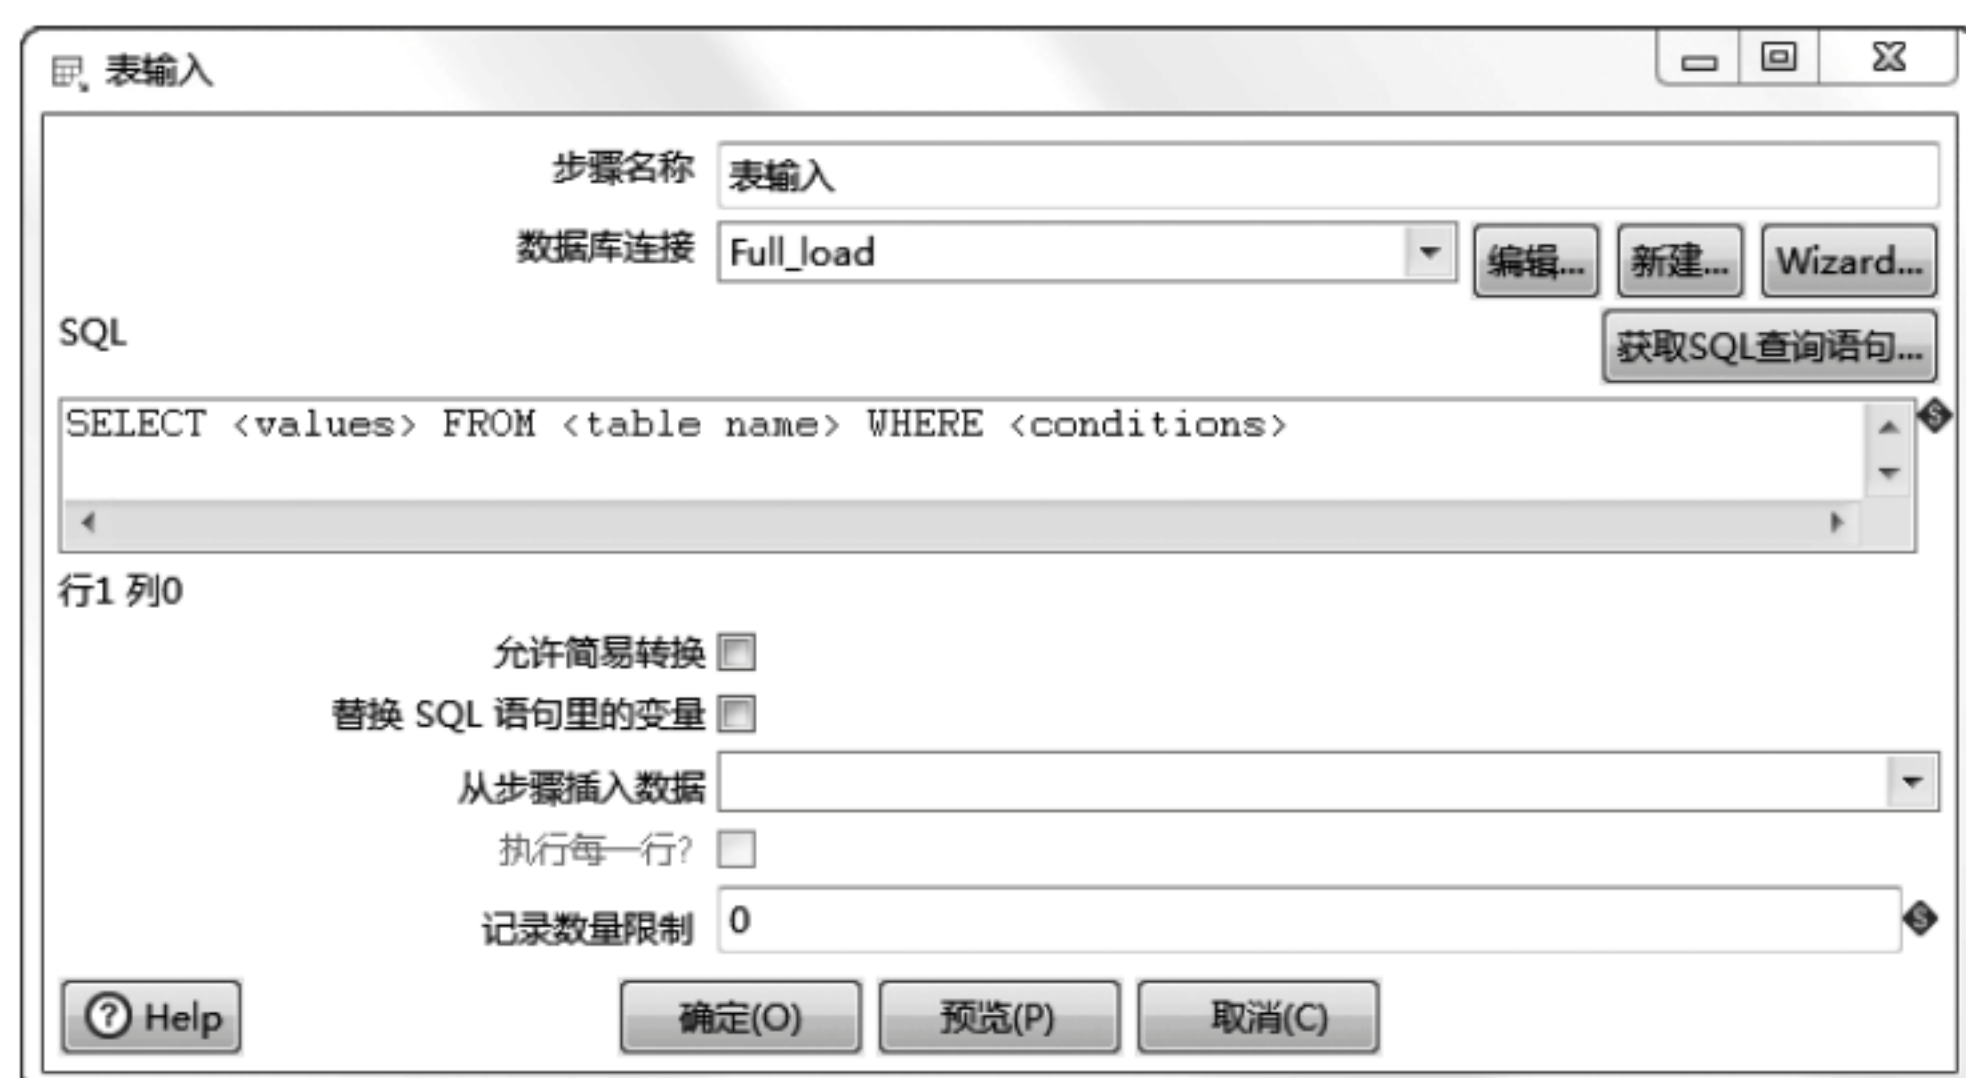 表输入
步骤名称 表输入
数据库连接 Full_load 编辑... 新建... Wizard...
SQL 获取SQL查询语句...
SELECT <values> FROM <table name> WHERE <conditions>
行1 列0
允许简易转换
替换 SQL 语句里的变量
从步骤插入数据
执行每一行?
记录数量限制 0
Help 确定(O) 预览(P) 取消(C)